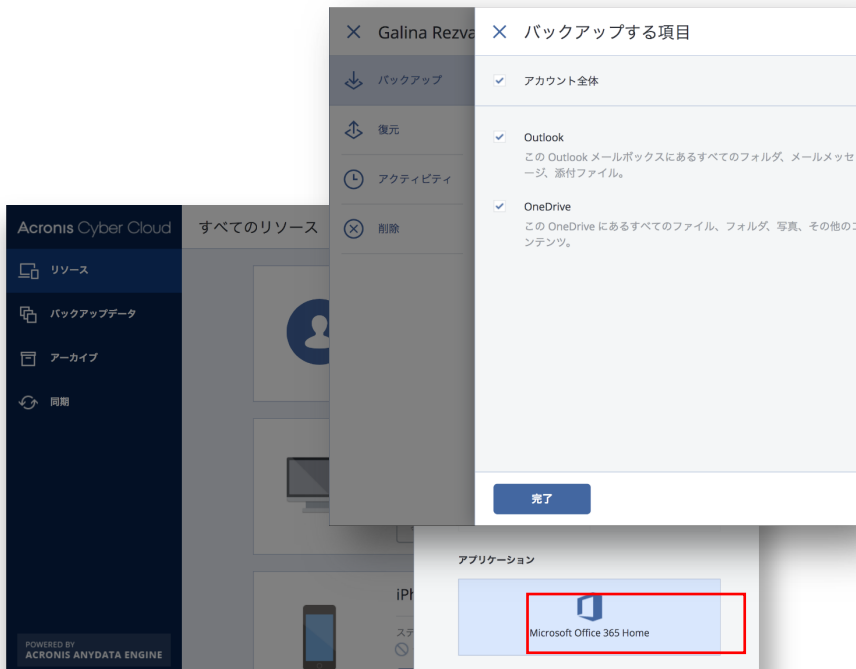 Galina Rezva
バックアップする項目
バックアップ
復元
アクティビティ
削除
アカウント全体
Outlook
この Outlook メールボックスにあるすべてのフォルダ、メールメッセ
ージ、添付ファイル。
OneDrive
この OneDrive にあるすべてのファイル、フォルダ、写真、その他のコ
ンテンツ。
完了
Acronis Cyber Cloud
すべてのリソース
リソース
バックアップデータ
アーカイブ
同期
iPh
ステ
POWERED BY
ACRONIS ANYDATA ENGINE
アプリケーション
Microsoft Office 365 Home